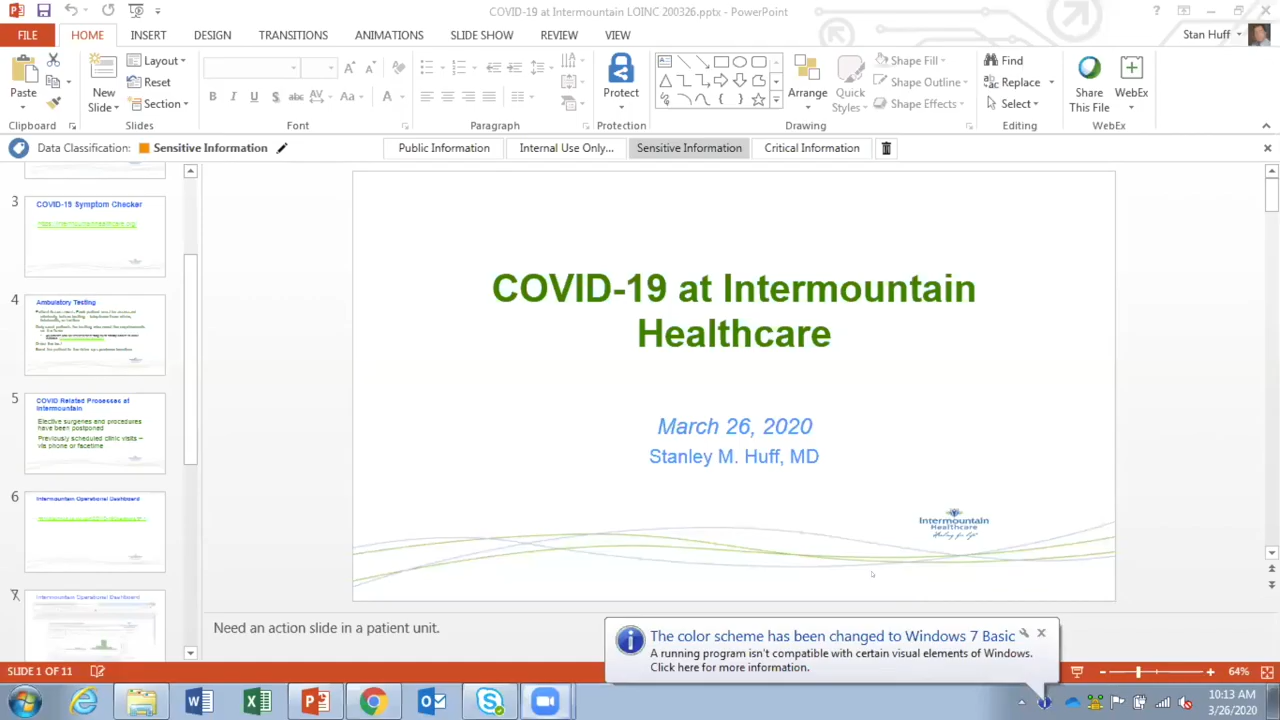 COVID-19 at Intermountain LOINC 200326.pptx - PowerPoint
FILE
HOME
INSERT
DESIGN
TRANSITIONS
ANIMATIONS
SLIDE SHOW
REVIEW
VIEW
Stan Huff
Paste
New
Slide
Layout
Reset
Section
Shape Fill
Shape Outline
Shape Effects
Protect
Arrange
Quick
Styles
Find
Replace
Select
Share
This File
WebEx
Clipboard
Slides
Font
Paragraph
Protection
Drawing
Editing
WebEx
Data Classification: Sensitive Information
Public Information
Internal Use Only...
Sensitive Information
Critical Information
3
COVID-19 Symptom Checker
4
Ambulatory Testing
5
COVID Related Processes at
Intermountain
Elective surgeries and procedures
have been postponed
Previously scheduled clinic visits –
via phone or facetime
6
Intermountain Operational Dashboard
7
Intermountain Operational Dashboard
COVID-19 at Intermountain
Healthcare
March 26, 2020
Stanley M. Huff, MD
Intermountain
Healthcare
Healing for life
Need an action slide in a patient unit.
The color scheme has been changed to Windows 7 Basic
A running program isn't compatible with certain visual elements of Windows.
Click here for more information.
SLIDE 1 OF 11
64%
10:13 AM
3/26/2020